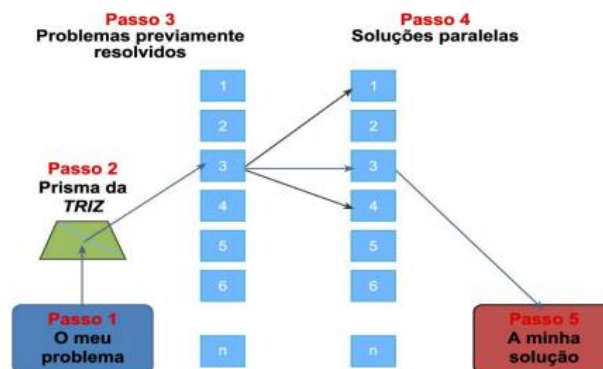 Passo 3
Problemas previamente
resolvidos
Passo 4
Soluções paralelas
1
2
3
4
5
6
n
1
2
3
4
5
6
n
Passo 2
Prisma da
TRIZ
Passo 1
O meu
problema
Passo 5
A minha
solução